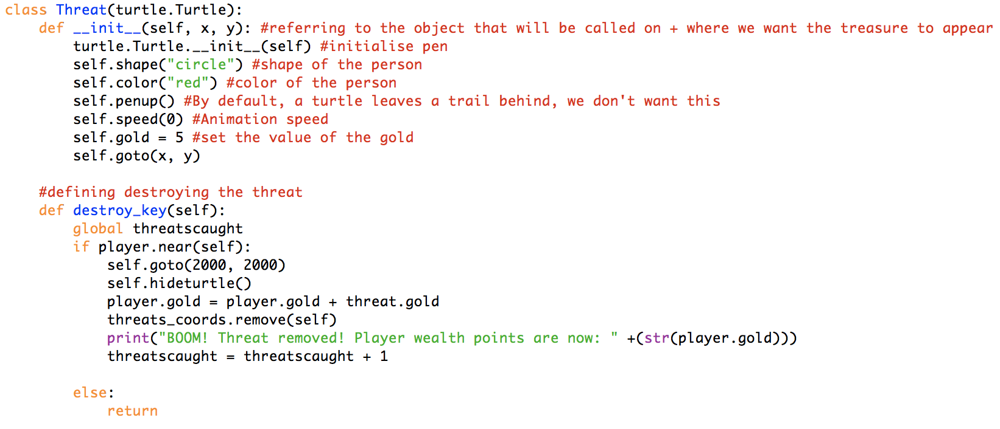 class Threat(turtle.Turtle):
    def __init__(self, x, y): #referring to the object that will be called on + where we want the treasure to appear
        turtle.Turtle.__init__(self) #initialise pen
        self.shape("circle") #shape of the person
        self.color("red") #color of the person
        self.penup() #By default, a turtle leaves a trail behind, we don't want this
        self.speed(0) #Animation speed
        self.gold = 5 #set the value of the gold
        self.goto(x, y)

    #defining destroying the threat
    def destroy_key(self):
        global threatscaught
        if player.near(self):
            self.goto(2000, 2000)
            self.hideturtle()
            player.gold = player.gold + threat.gold
            threats_coords.remove(self)
            print("BOOM! Threat removed! Player wealth points are now: " +(str(player.gold)))
            threatscaught = threatscaught + 1

        else:
            return